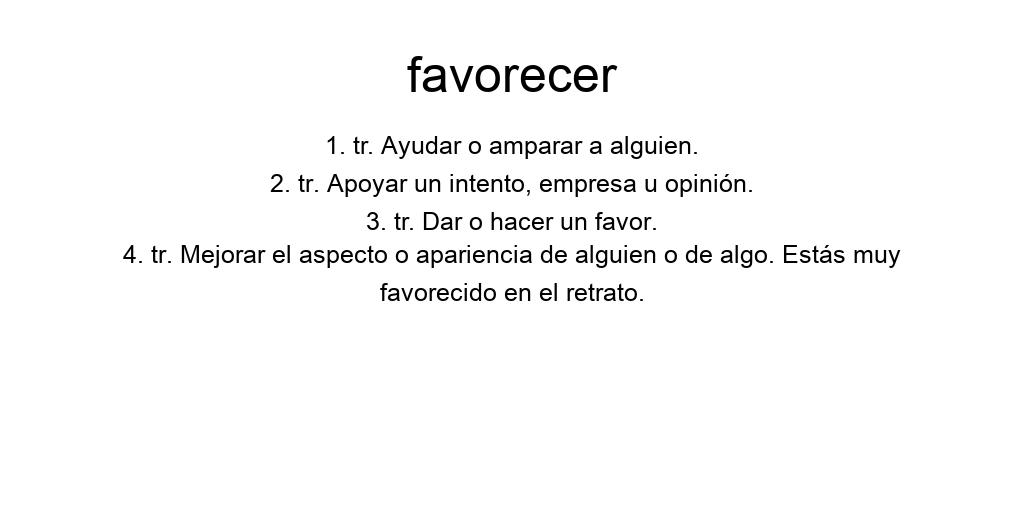 favorecer
1. tr. Ayudar o amparar a alguien.
2. tr. Apoyar un intento, empresa u opinión.
3. tr. Dar o hacer un favor.
4. tr. Mejorar el aspecto o apariencia de alguien o de algo. Estás muy
favorecido en el retrato.